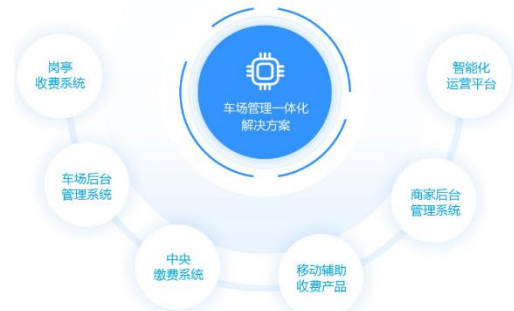 岗亭
收费系统
智能化
运营平台
车场管理一体化
解决方案
车场后台
管理系统
商家后台
管理系统
中央
缴费系统
移动辅助
收费产品